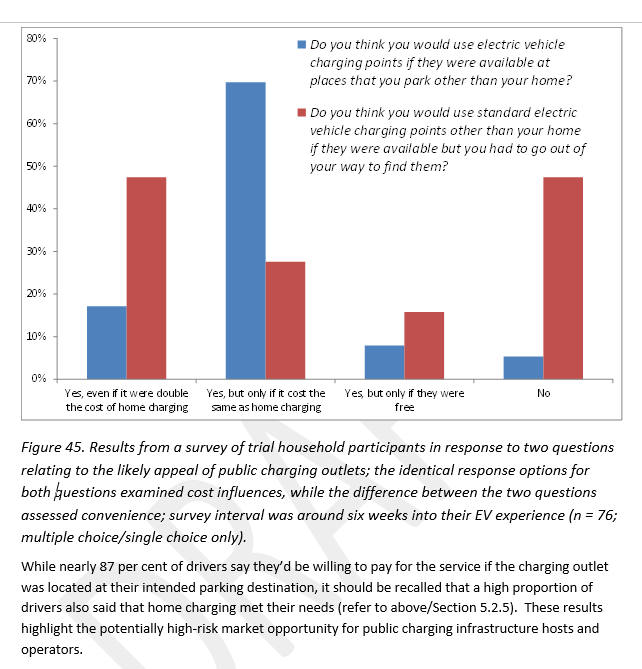 80%
70%
60%
50%
40%
30%
20%
10%
0%
Do you think you would use electric vehicle
charging points if they were available at
places that you park other than your home?
Do you think you would use standard electric
vehicle charging points other than your home
if they were available but you had to go out of
your way to find them?
Yes, even if it were double
the cost of home charging
Yes, but only if it cost the
same as home charging
Yes, but only if they were
free
No
Figure 45. Results from a survey of trial household participants in response to two questions
relating to the likely appeal of public charging outlets; the identical response options for
both questions examined cost influences, while the difference between the two questions
assessed convenience; survey interval was around six weeks into their EV experience (n = 76;
multiple choice/single choice only).
While nearly 87 per cent of drivers say they'd be willing to pay for the service if the charging outlet
was located at their intended parking destination, it should be recalled that a high proportion of
drivers also said that home charging met their needs (refer to above/Section 5.2.5). These results
highlight the potentially high-risk market opportunity for public charging infrastructure hosts and
operators.